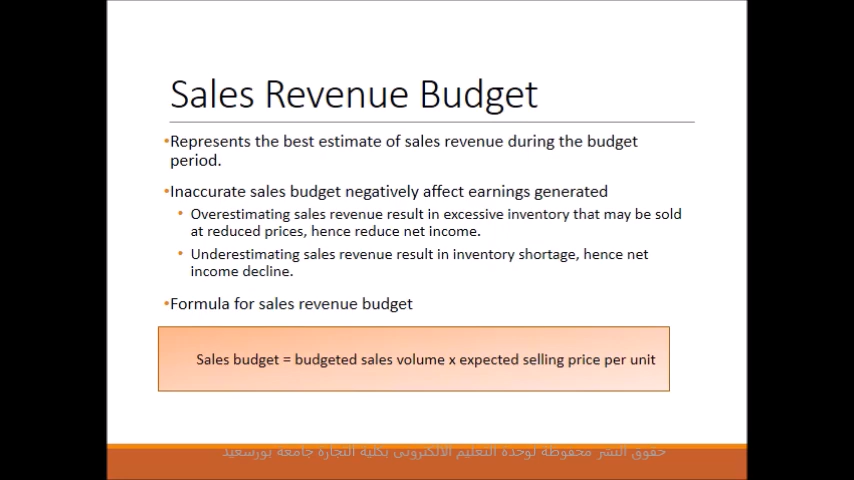 Sales Revenue Budget
•Represents the best estimate of sales revenue during the budget
period.
•Inaccurate sales budget negatively affect earnings generated
• Overestimating sales revenue result in excessive inventory that may be sold
at reduced prices, hence reduce net income.
• Underestimating sales revenue result in inventory shortage, hence net
income decline.
•Formula for sales revenue budget
Sales budget = budgeted sales volume x expected selling price per unit
حقوق النشر محفوظة لوحدة التعليم الالكترونى بكلية التجارة جامعة بورسعيد